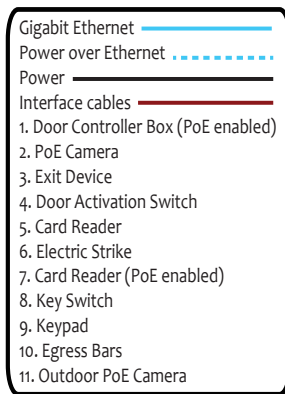 Gigabit Ethernet
Power over Ethernet
Power
Interface cables
1. Door Controller Box (PoE enabled)
2. PoE Camera
3. Exit Device
4. Door Activation Switch
5. Card Reader
6. Electric Strike
7. Card Reader (PoE enabled)
8. Key Switch
9. Keypad
10. Egress Bars
11. Outdoor PoE Camera